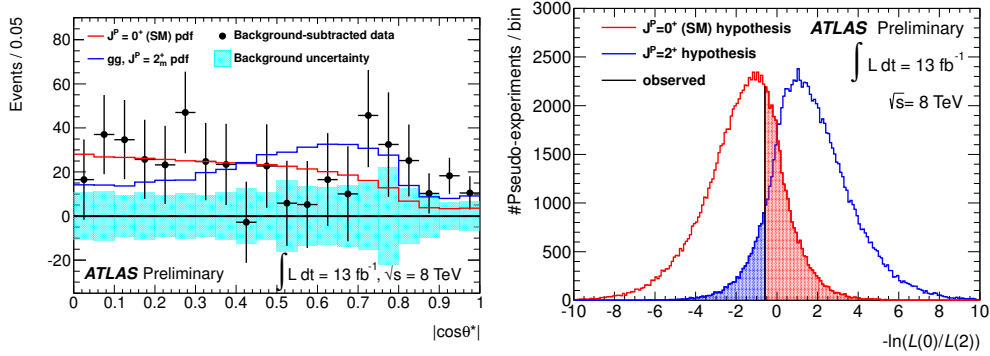 Events / 0.05
80
60
40
20
0
-20
J^P = 0^+ (SM) pdf
gg, J^P = 2^+_m pdf
Background-subtracted data
Background uncertainty
ATLAS Preliminary
∫ L dt = 13 fb^-1, √s = 8 TeV
0 0.1 0.2 0.3 0.4 0.5 0.6 0.7 0.8 0.9 1
|cosθ*|
#Pseudo-experiments / bin
3000
2500
2000
1500
1000
500
0
J^P=0^+ (SM) hypothesis
J^P=2^+ hypothesis
observed
ATLAS Preliminary
∫ L dt = 13 fb^-1
√s= 8 TeV
-10 -8 -6 -4 -2 0 2 4 6 8 10
-ln(L(0)/L(2))